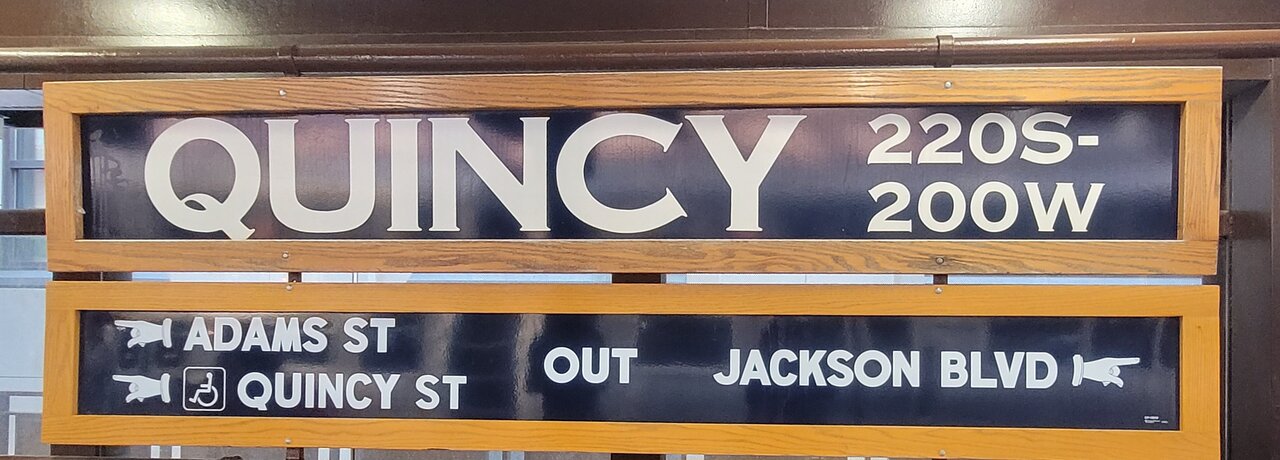 QUINCY
220S-
200W
ADAMS ST
QUINCY ST
OUT
JACKSON BLVD